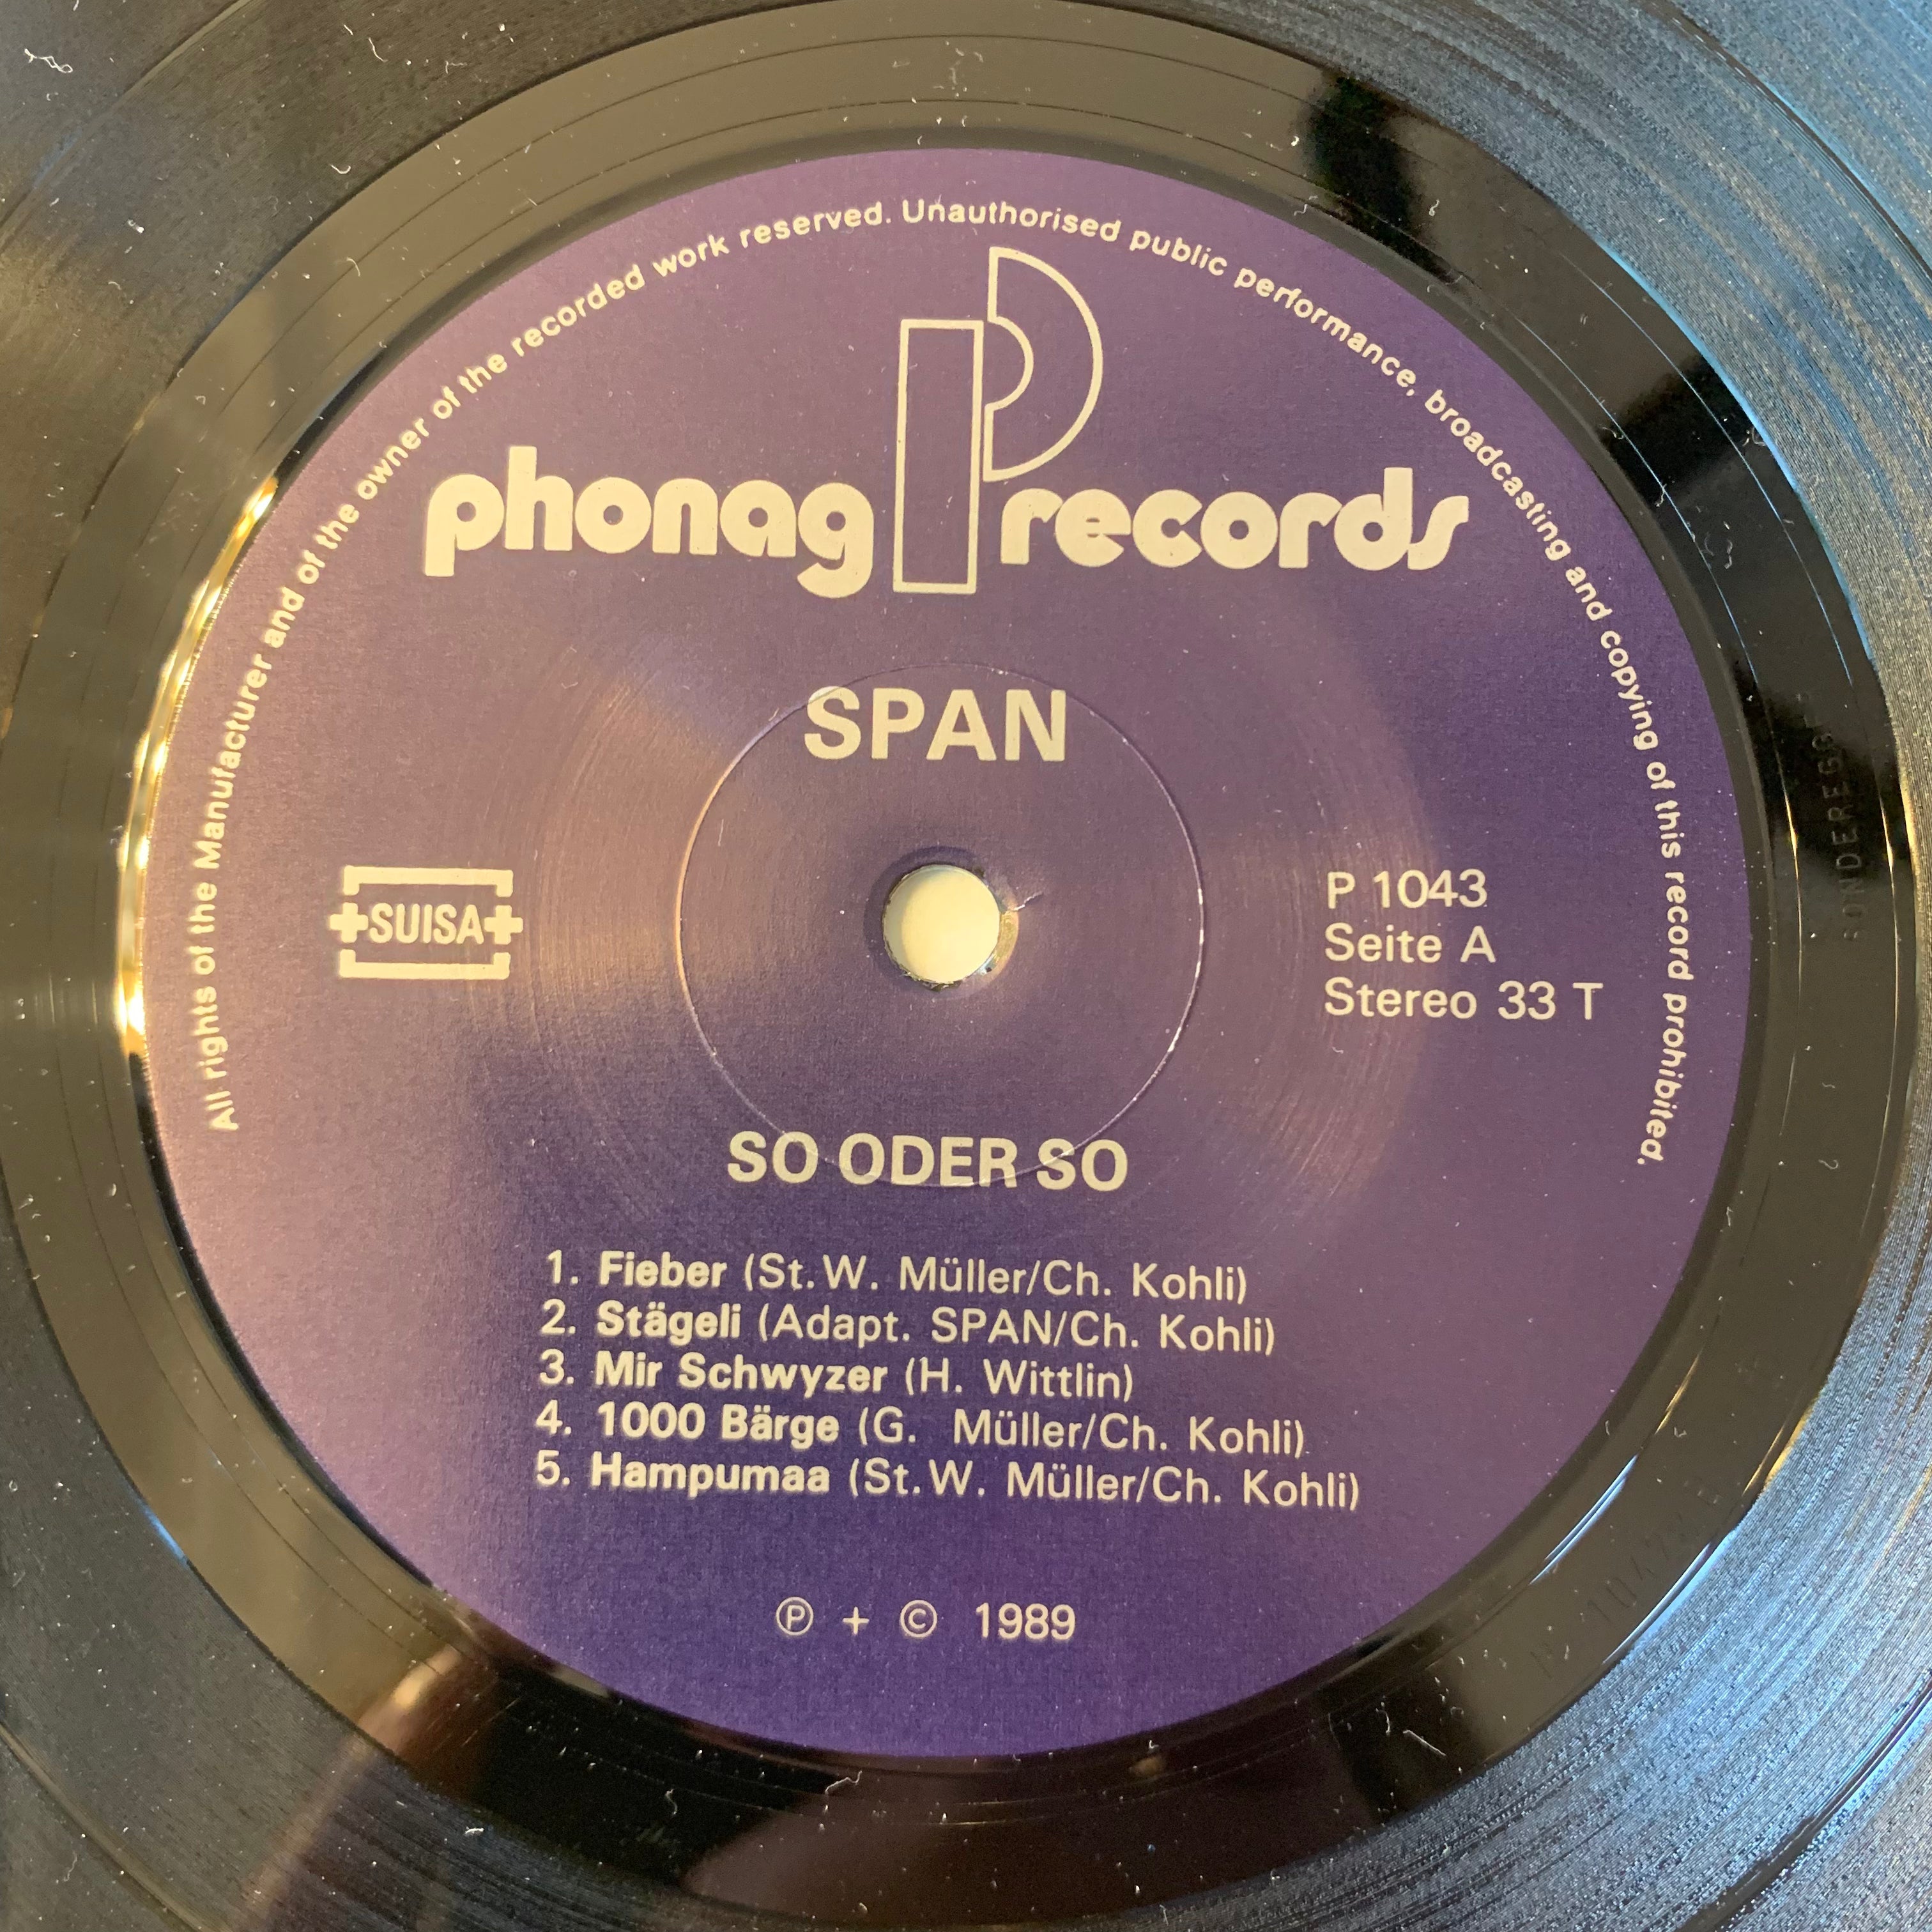 All rights of the Manufacturer and of the owner of the recorded work reserved. Unauthorised public performance, broadcasting and copying of this record prohibited.
phonag records
SPAN
SUISA
P 1043
Seite A
Stereo 33 T
SO ODER SO
1. Fieber (St.W. Müller/Ch. Kohli)
2. Stägeli (Adapt. SPAN/Ch. Kohli)
3. Mir Schwyzer (H. Wittlin)
4. 1000 Bärge (G. Müller/Ch. Kohli)
5. Hampumaa (St.W. Müller/Ch. Kohli)
℗ + © 1989